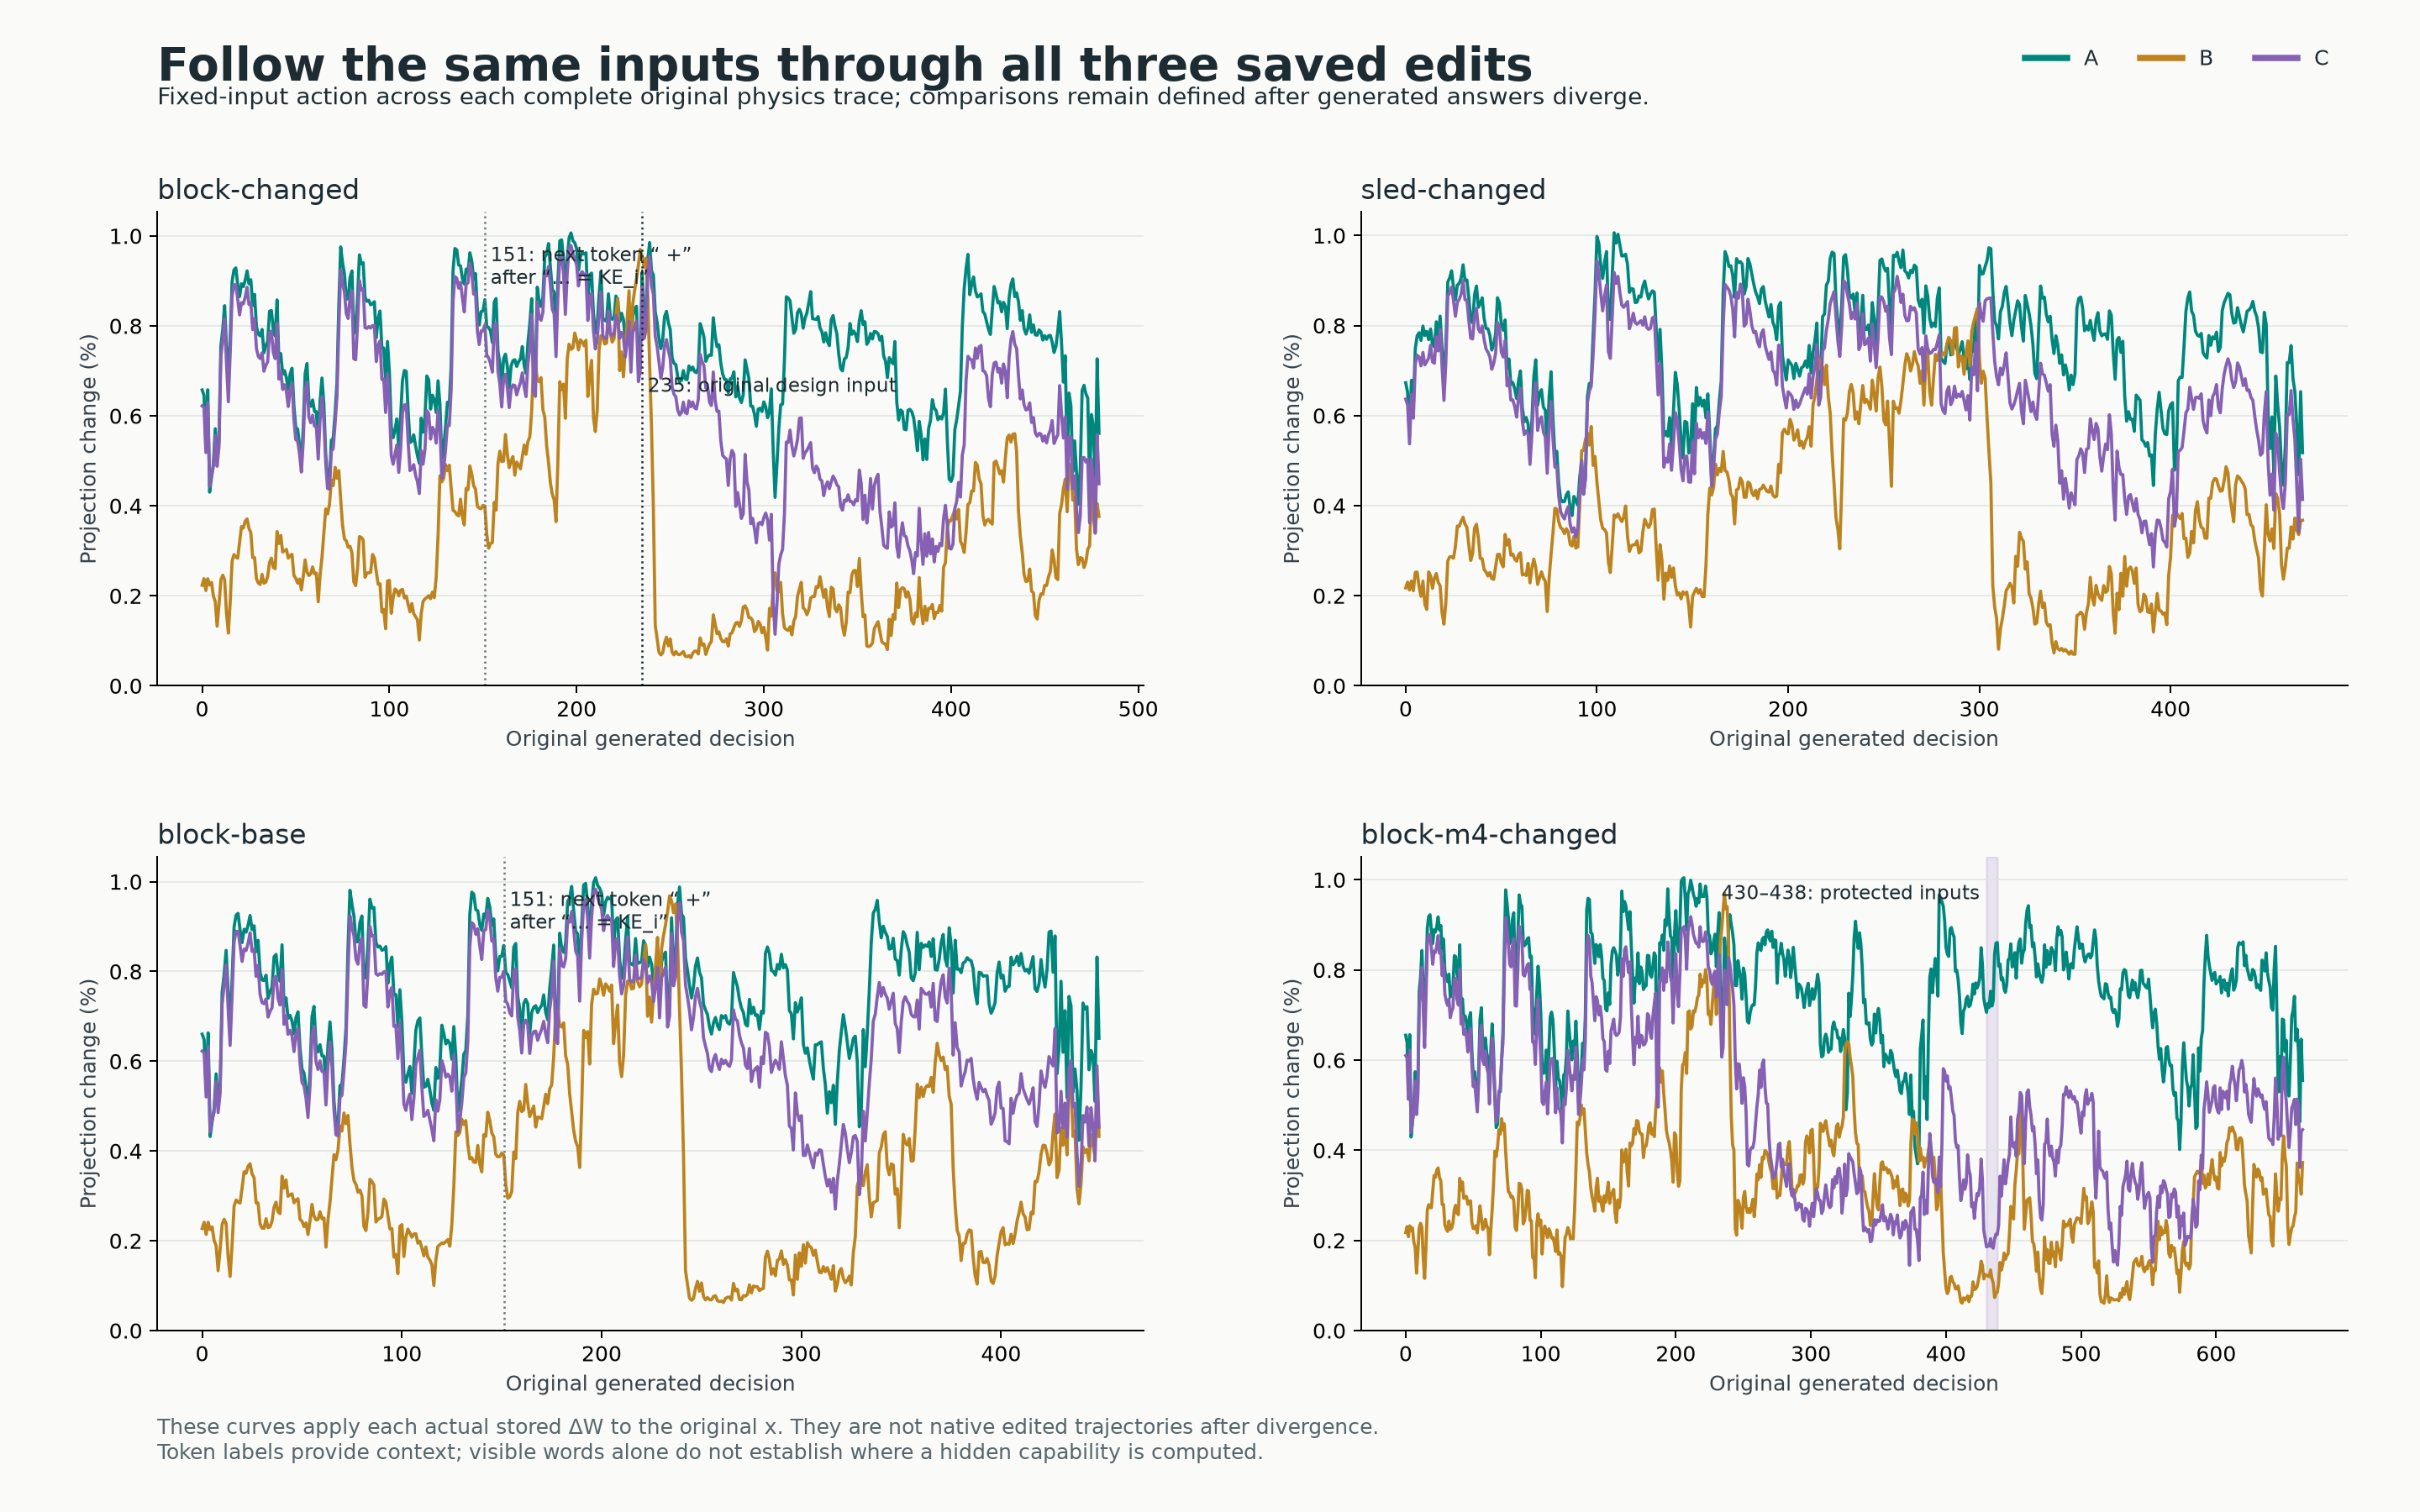 Follow the same inputs through all three saved edits
A
B
C
Fixed-input action across each complete original physics trace; comparisons remain defined after generated answers diverge.
block-changed
Projection change (%)
1.0
0.8
0.6
0.4
0.2
0.0
151: next token “ +”
after “... = KE_i”
235: original design input
0 100 200 300 400 500
Original generated decision
sled-changed
Projection change (%)
1.0
0.8
0.6
0.4
0.2
0.0
0 100 200 300 400
Original generated decision
block-base
Projection change (%)
1.0
0.8
0.6
0.4
0.2
0.0
151: next token “ +”
after “... = KE_i”
0 100 200 300 400
Original generated decision
block-m4-changed
Projection change (%)
1.0
0.8
0.6
0.4
0.2
0.0
430–438: protected inputs
0 100 200 300 400 500 600
Original generated decision
These curves apply each actual stored ΔW to the original x. They are not native edited trajectories after divergence.
Token labels provide context; visible words alone do not establish where a hidden capability is computed.